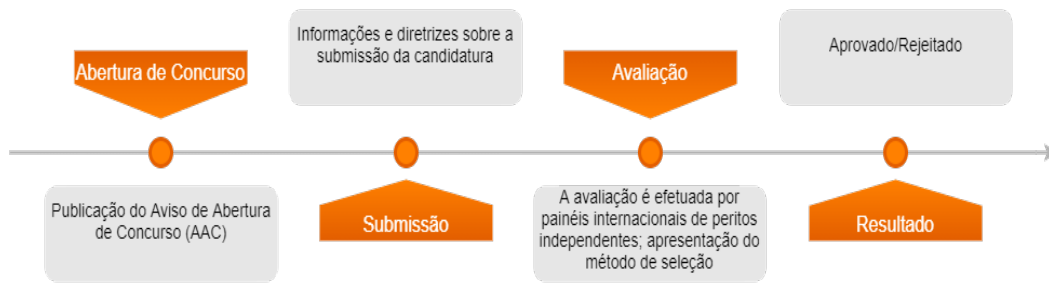 Abertura de Concurso
Publicação do Aviso de Abertura
de Concurso (AAC)
Informações e diretrizes sobre a
submissão da candidatura
Submissão
Avaliação
A avaliação é efetuada por
painéis internacionais de peritos
independentes; apresentação do
método de seleção
Aprovado/Rejeitado
Resultado